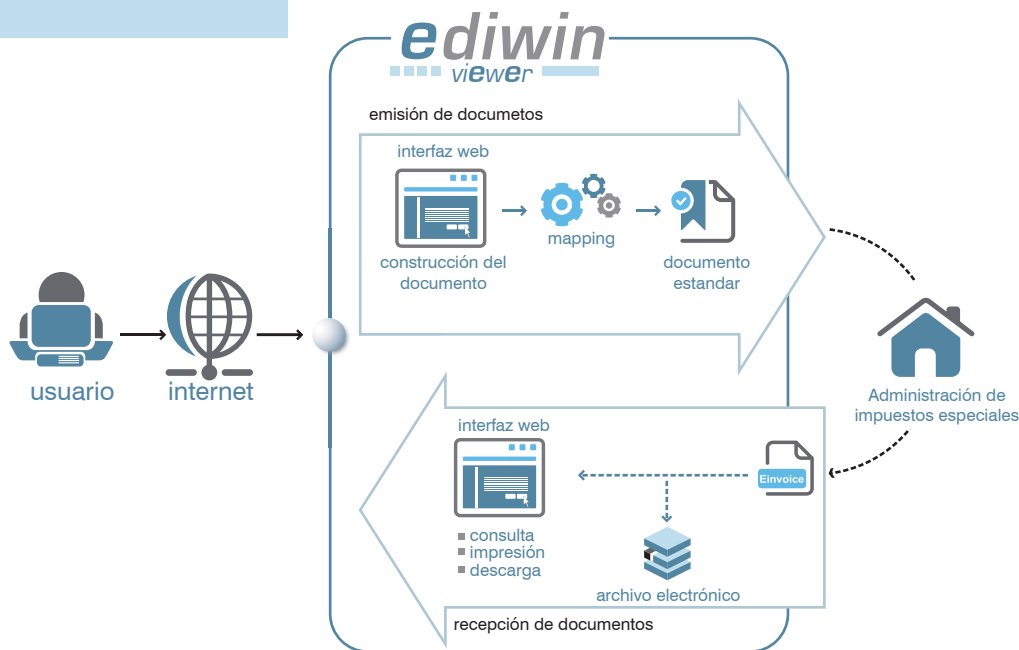 ediwin
viewer
emisión de documetos
interfaz web
construcción del
documento
mapping
documento
estandar
usuario
internet
Administración de
impuestos especiales
interfaz web
Einvoice
consulta
impresión
descarga
archivo electrónico
recepción de documentos